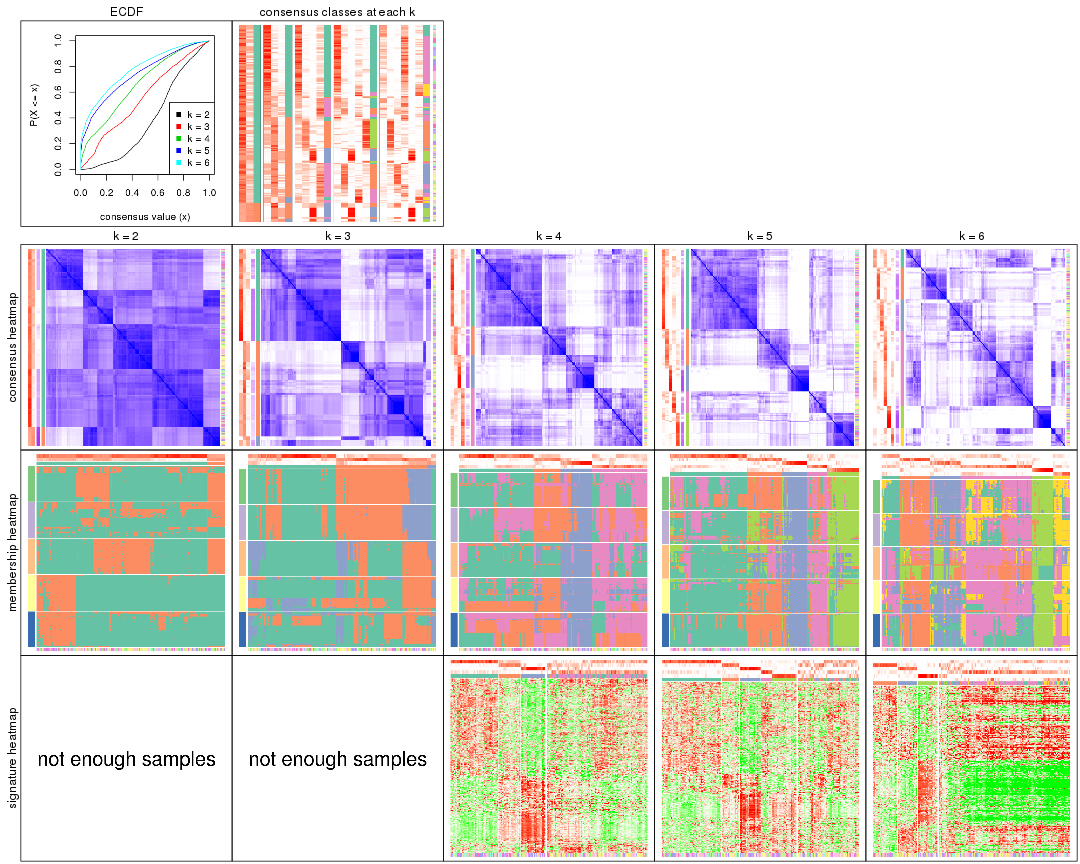 ECDF
consensus classes at each k
P(X <= x)
0.0 0.2 0.4 0.6 0.8 1.0
k = 2
k = 3
k = 4
k = 5
k = 6
0.0 0.2 0.4 0.6 0.8 1.0
consensus value (x)
k = 2
k = 3
k = 4
k = 5
k = 6
consensus heatmap
membership heatmap
signature heatmap
not enough samples
not enough samples